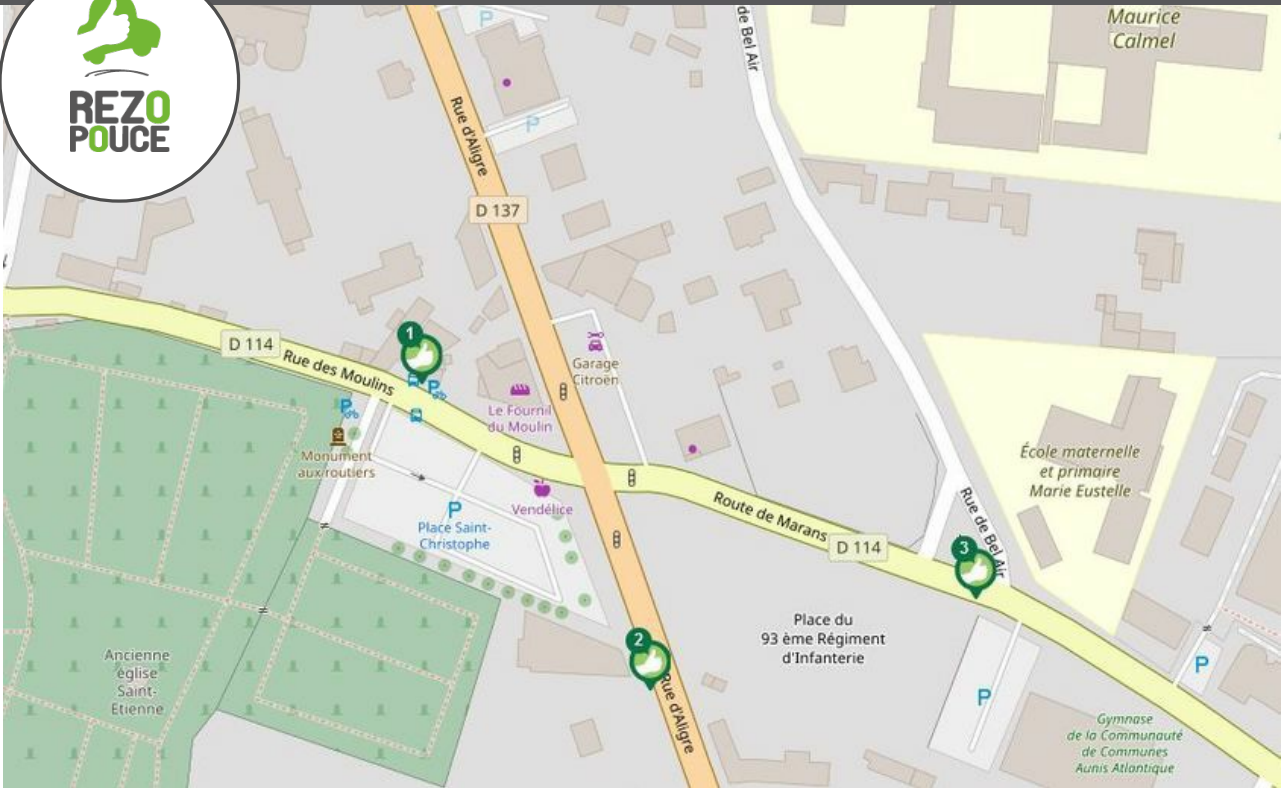 REZO
POUCE
P
de Bel Air
Maurice
Calmel
Rue d'Aligre
P
D 137
1
D 114
Rue des Moulins
Garage
Citroën
P
P
Le Fournil
du Moulin
Monument
aux routiers
P
Place Saint-
Christophe
Vendélice
Route de Marans
D 114
École maternelle
et primaire
Marie Eustelle
Rue de Bel Air
3
Place du
93 ème Régiment
d'Infanterie
2
Rue d'Aligre
Ancienne
église
Saint-
Etienne
P
P
Gymnase
de la Communauté
de Communes
Aunis Atlantique